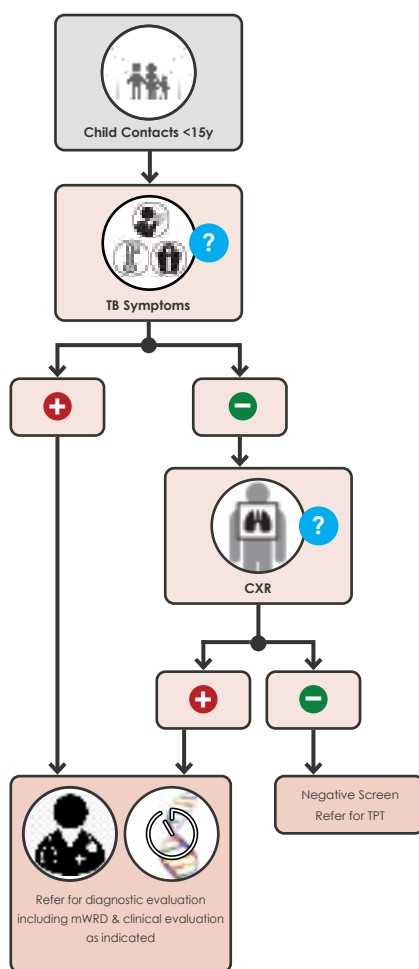 Child Contacts <15y
?
TB Symptoms
?
CXR
Negative Screen
Refer for TPT
Refer for diagnostic evaluation
including mWRD & clinical evaluation
as indicated